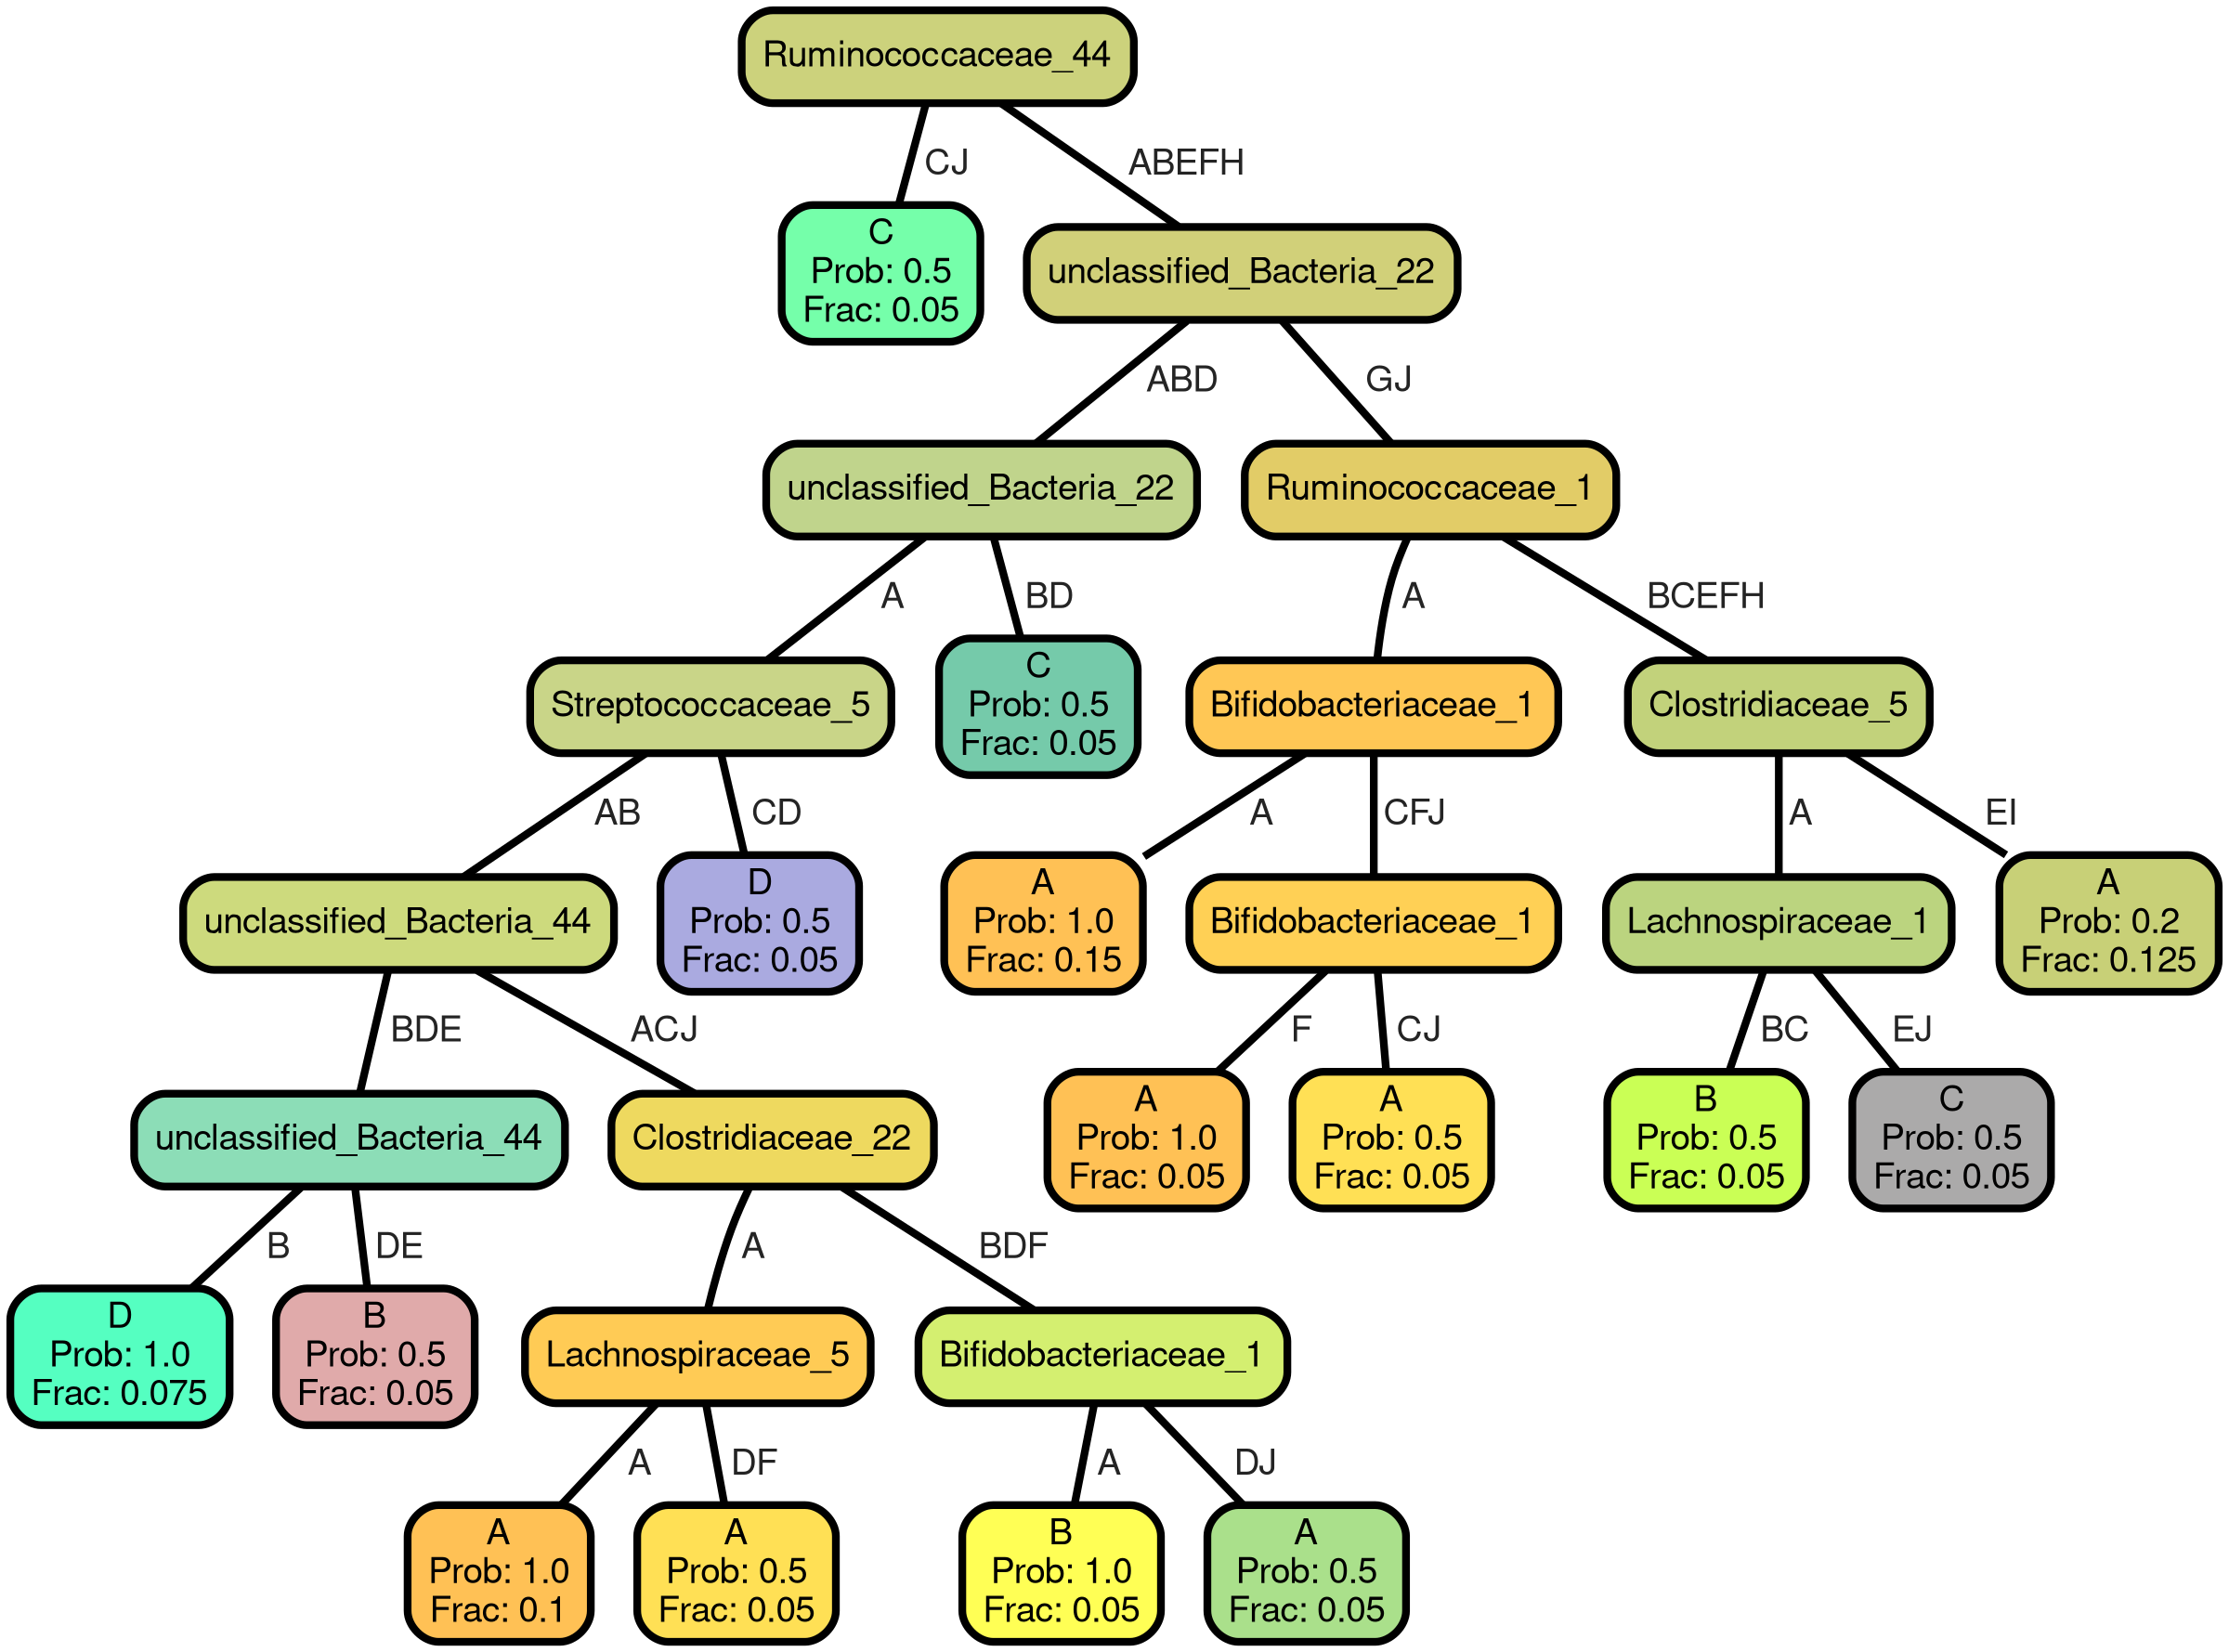 Ruminococcaceae_44
CJ
ABEFH
C
Prob: 0.5
Frac: 0.05
unclassified_Bacteria_22
ABD
GJ
unclassified_Bacteria_22
Ruminococcaceae_1
A
BD
A
BCEFH
Streptococcaceae_5
C
Prob: 0.5
Frac: 0.05
Bifidobacteriaceae_1
Clostridiaceae_5
AB
CD
A
CFJ
A
EI
unclassified_Bacteria_44
D
Prob: 0.5
Frac: 0.05
A
Prob: 1.0
Frac: 0.15
Bifidobacteriaceae_1
Lachnospiraceae_1
A
Prob: 0.2
Frac: 0.125
BDE
ACJ
F
CJ
BC
EJ
unclassified_Bacteria_44
Clostridiaceae_22
A
Prob: 1.0
Frac: 0.05
A
Prob: 0.5
Frac: 0.05
B
Prob: 0.5
Frac: 0.05
C
Prob: 0.5
Frac: 0.05
B
DE
A
BDF
D
Prob: 1.0
Frac: 0.075
B
Prob: 0.5
Frac: 0.05
Lachnospiraceae_5
Bifidobacteriaceae_1
A
DF
A
DJ
A
Prob: 1.0
Frac: 0.1
A
Prob: 0.5
Frac: 0.05
B
Prob: 1.0
Frac: 0.05
A
Prob: 0.5
Frac: 0.05